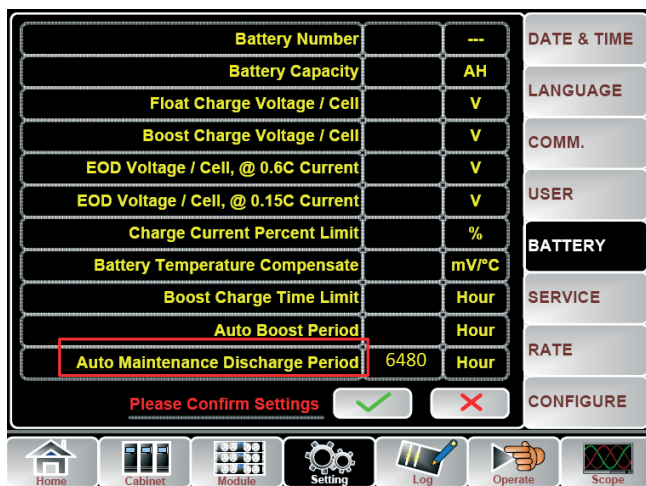 Battery Number --- DATE & TIME
Battery Capacity AH
LANGUAGE
Float Charge Voltage / Cell V
Boost Charge Voltage / Cell V COMM.
EOD Voltage / Cell, @ 0.6C Current V
EOD Voltage / Cell, @ 0.15C Current V USER
Charge Current Percent Limit %
BATTERY
Battery Temperature Compensate mV/°C
Boost Charge Time Limit Hour SERVICE
Auto Boost Period Hour
RATE
Auto Maintenance Discharge Period 6480 Hour
Please Confirm Settings CONFIGURE
Home Cabinet Module Setting Log Operate Scope